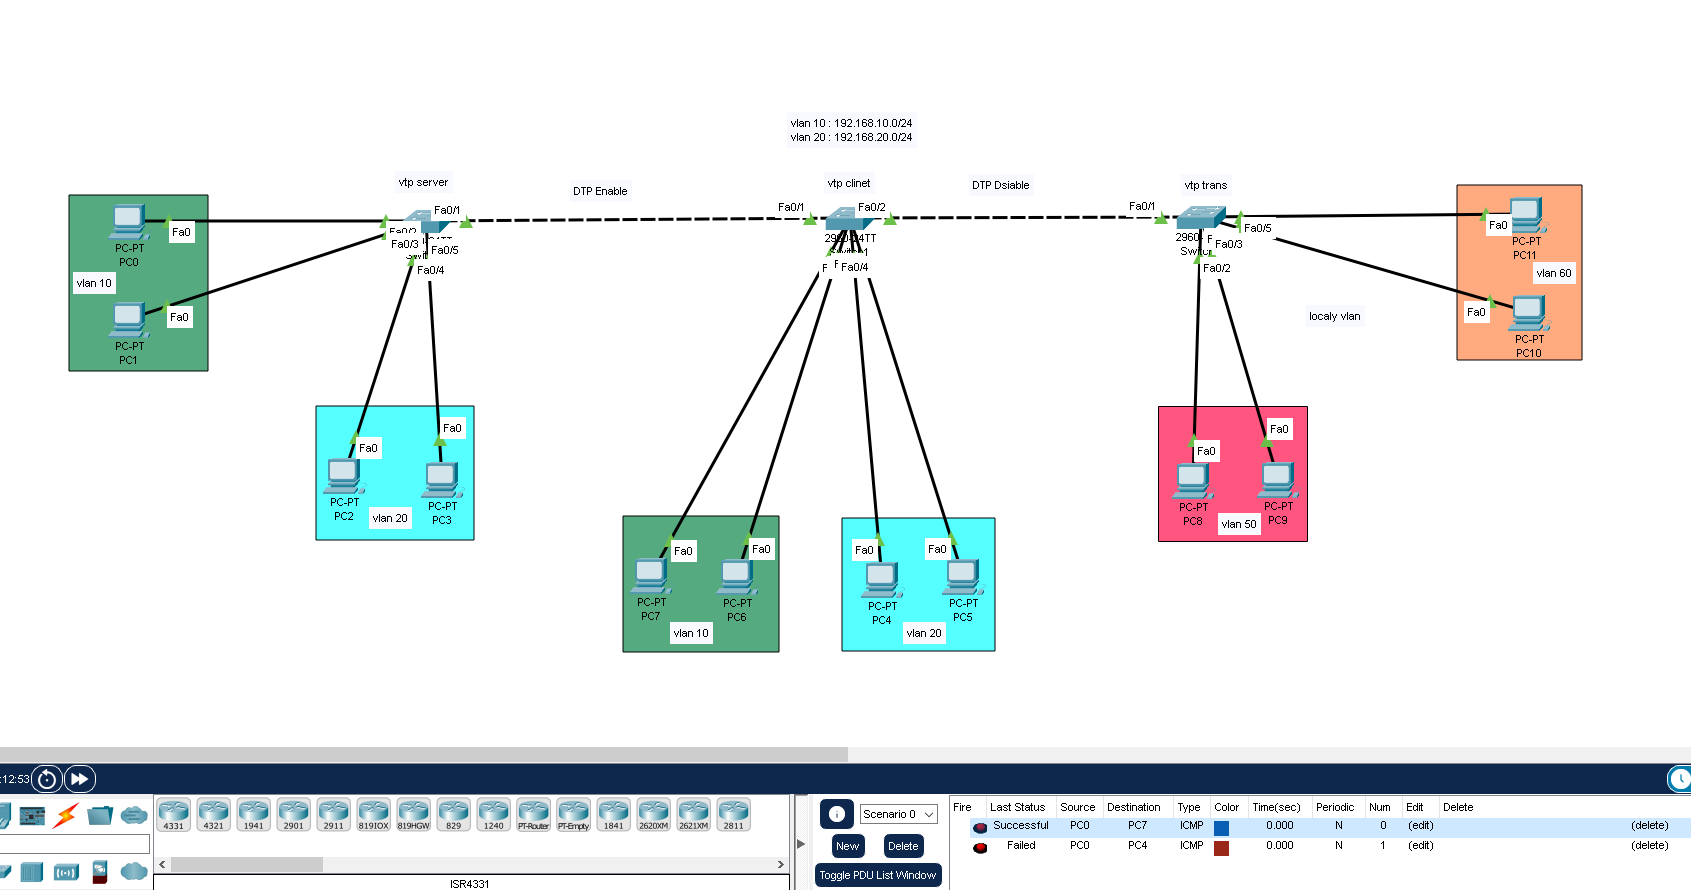 vlan 10 : 192.168.10.0/24
vlan 20 : 192.168.20.0/24
vtp server
DTP Enable
vtp clinet
DTP Dsiable
vtp trans
Fa0/1
Fa0/1
Fa0/2
Fa0/1
Fa0
PC-PT
PC0
vlan 10
Fa0
PC-PT
PC1
Fa0/2
Fa0/3
Fa0/5
Fa0/4
2960-24TT
Fa0/4
Fa0/5
Fa0/3
Fa0/2
Fa0
PC-PT
PC11
vlan 60
Fa0
PC-PT
PC10
localy vlan
Fa0
Fa0
PC-PT
PC2
vlan 20
PC-PT
PC3
Fa0
Fa0
PC-PT
PC7
PC-PT
PC6
vlan 10
Fa0
Fa0
PC-PT
PC4
PC-PT
PC5
vlan 20
Fa0
Fa0
PC-PT
PC8
vlan 50
PC-PT
PC9
:12:53
4331
4321
1941
2901
2911
819IOX
819HGW
829
1240
PT-Router
PT-Empty
1841
2620XM
2621XM
2811
ISR4331
Scenario 0
New
Delete
Toggle PDU List Window
Fire Last Status Source Destination Type Color Time(sec) Periodic Num Edit Delete
Successful PC0 PC7 ICMP 0.000 N 0 (edit) (delete)
Failed PC0 PC4 ICMP 0.000 N 1 (edit) (delete)